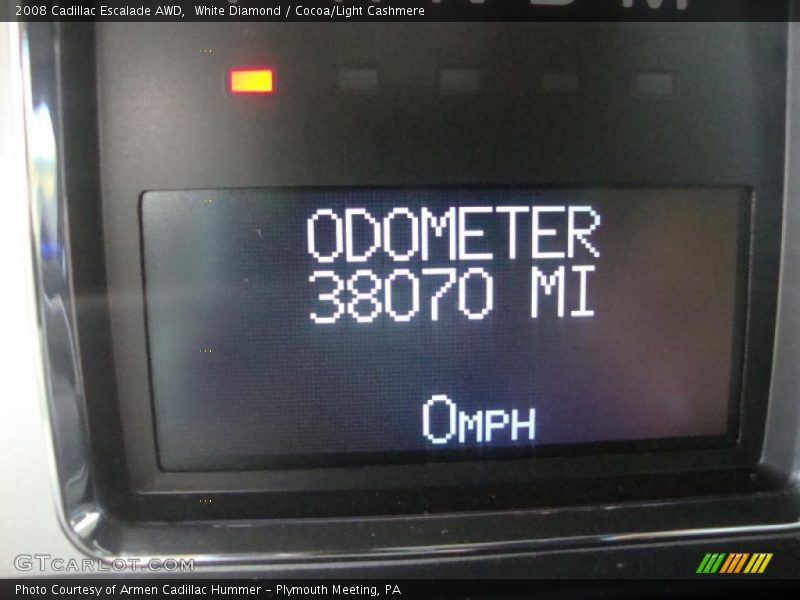 2008 Cadillac Escalade AWD, White Diamond / Cocoa/Light Cashmere
ODOMETER
38070 MI
0MPH
GTCARLOT.COM
Photo Courtesy of Armen Cadillac Hummer - Plymouth Meeting, PA